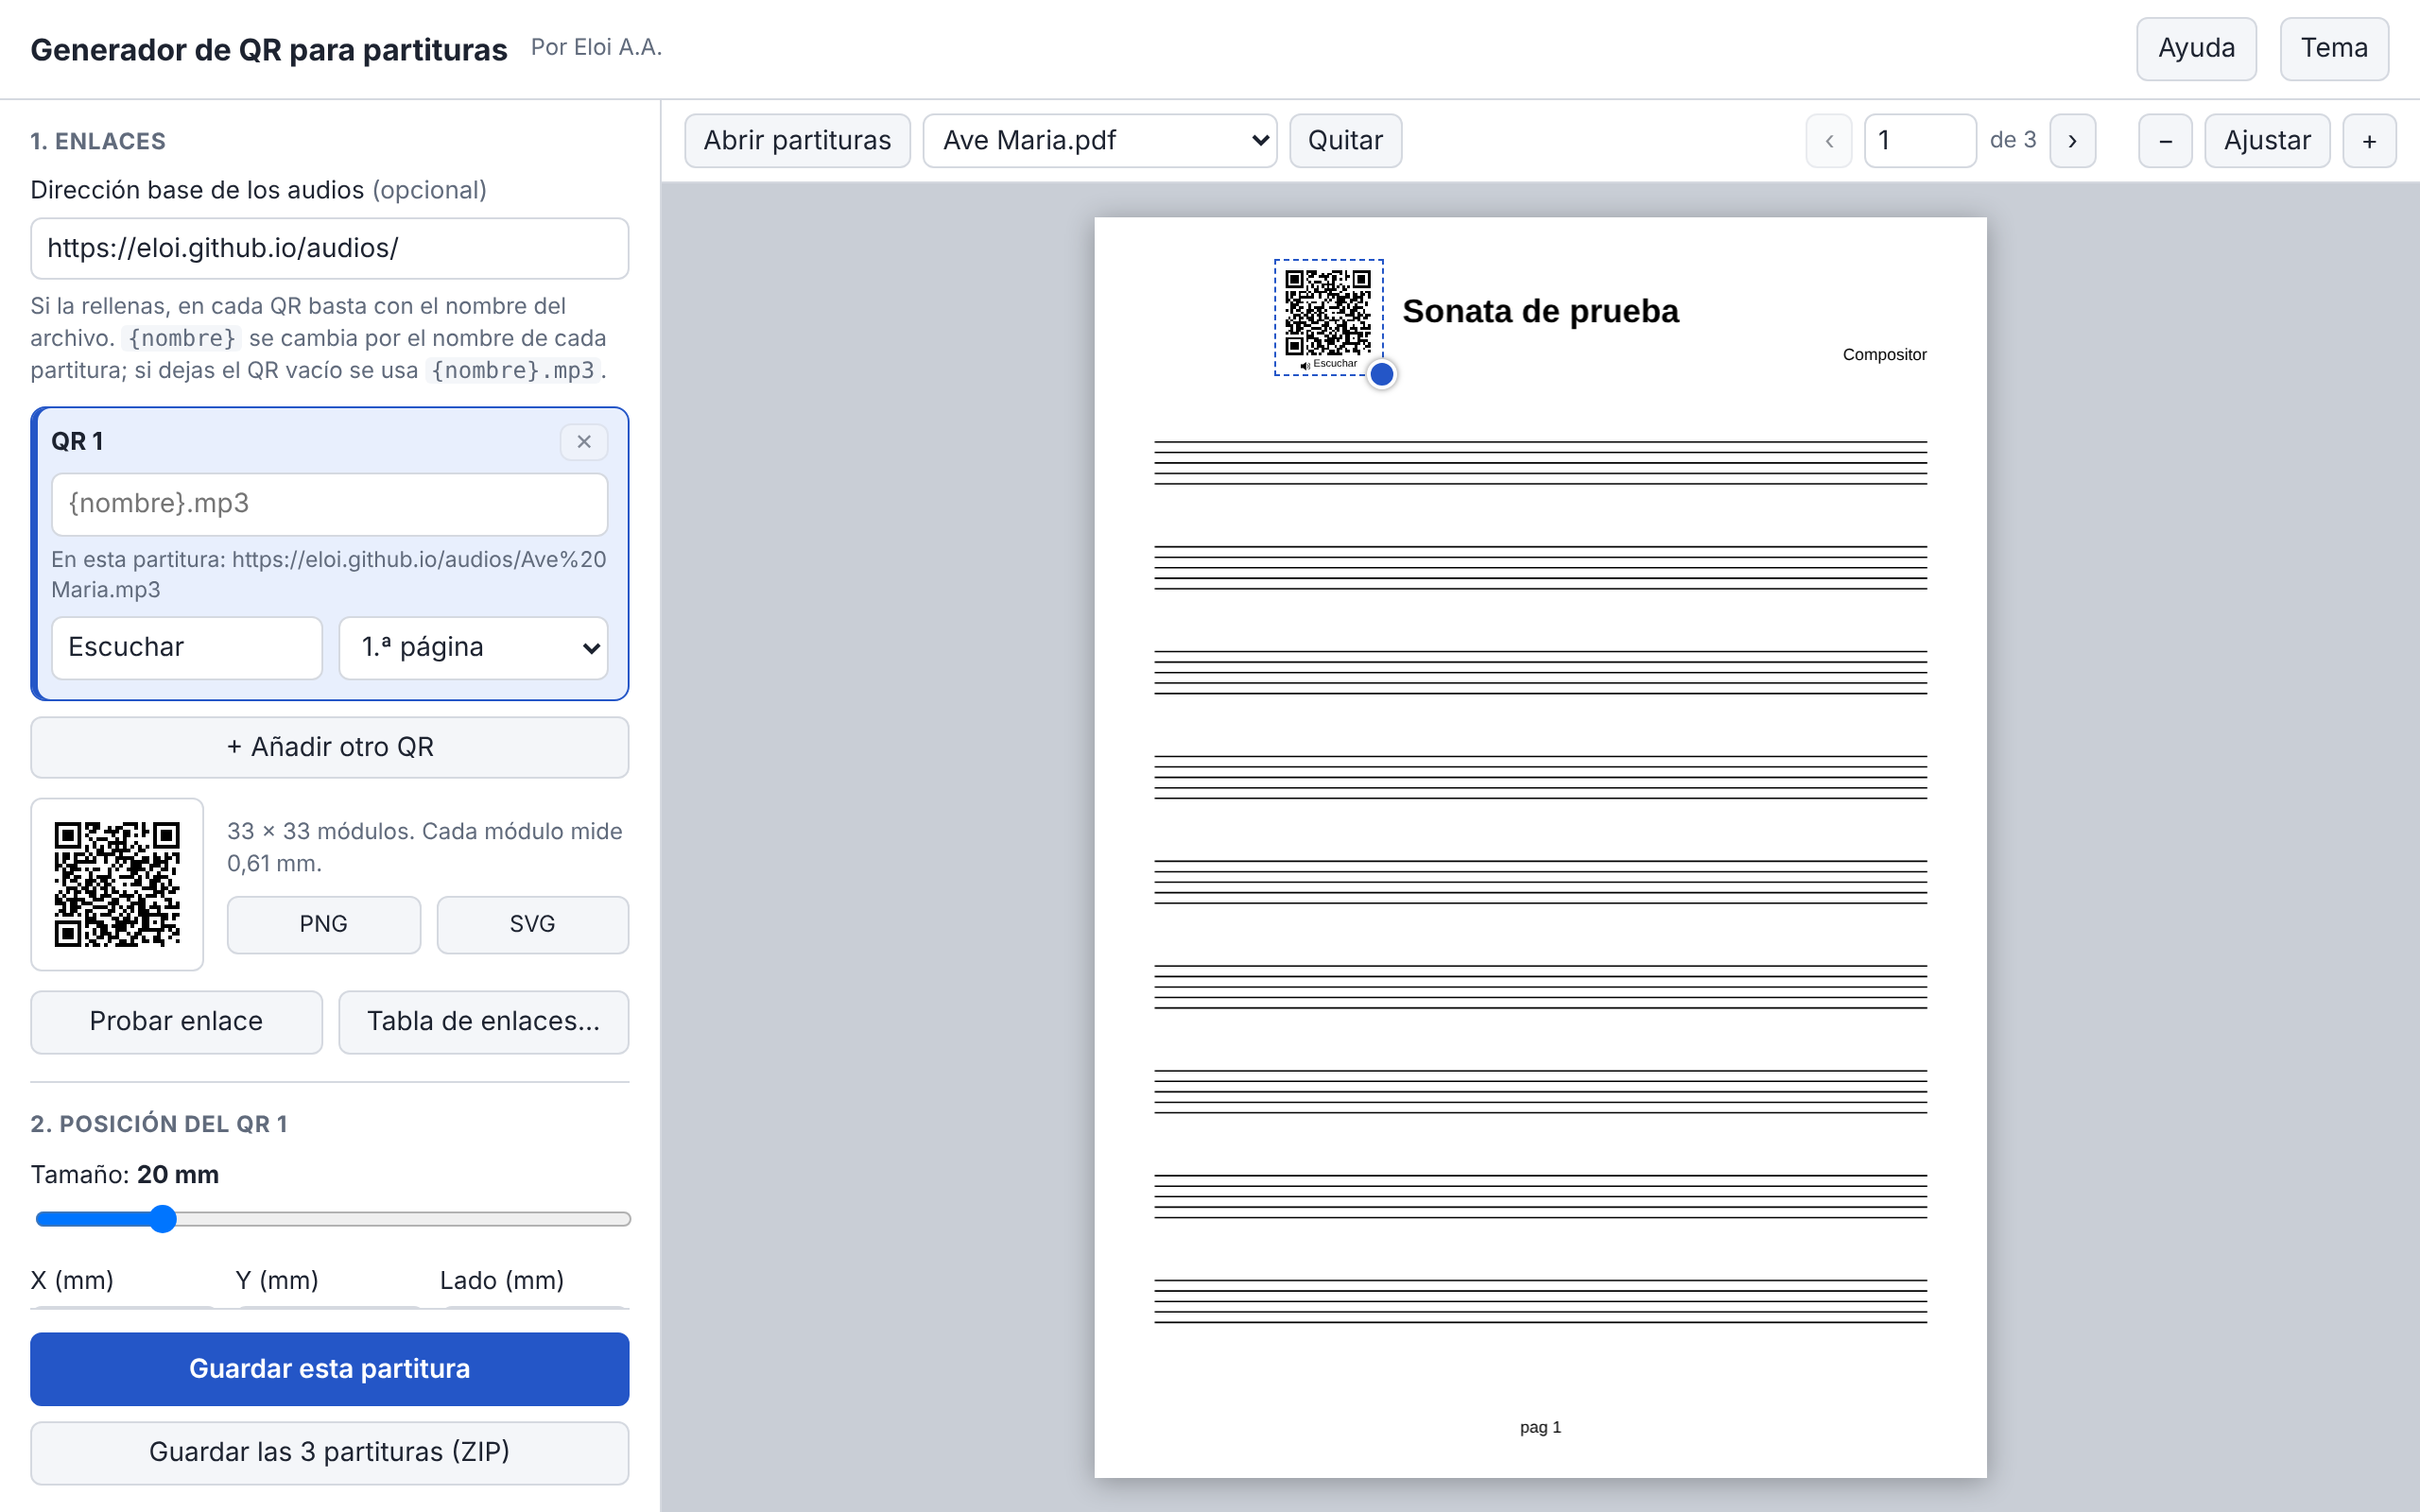 Generador de QR para partituras
Por Eloi A.A.
Ayuda
Tema
1. ENLACES
Dirección base de los audios (opcional)
https://eloi.github.io/audios/
Si la rellenas, en cada QR basta con el nombre del
archivo. {nombre} se cambia por el nombre de cada
partitura; si dejas el QR vacío se usa {nombre}.mp3.
QR 1
×
{nombre}.mp3
En esta partitura: https://eloi.github.io/audios/Ave%20
Maria.mp3
Escuchar
1.ª página
+ Añadir otro QR
33 × 33 módulos. Cada módulo mide
0,61 mm.
PNG
SVG
Probar enlace
Tabla de enlaces...
2. POSICIÓN DEL QR 1
Tamaño: 20 mm
X (mm)
Y (mm)
Lado (mm)
Guardar esta partitura
Guardar las 3 partituras (ZIP)
Abrir partituras
Ave Maria.pdf
Quitar
‹
1
de 3
›
−
Ajustar
+
Sonata de prueba
Compositor
Escuchar
pag 1